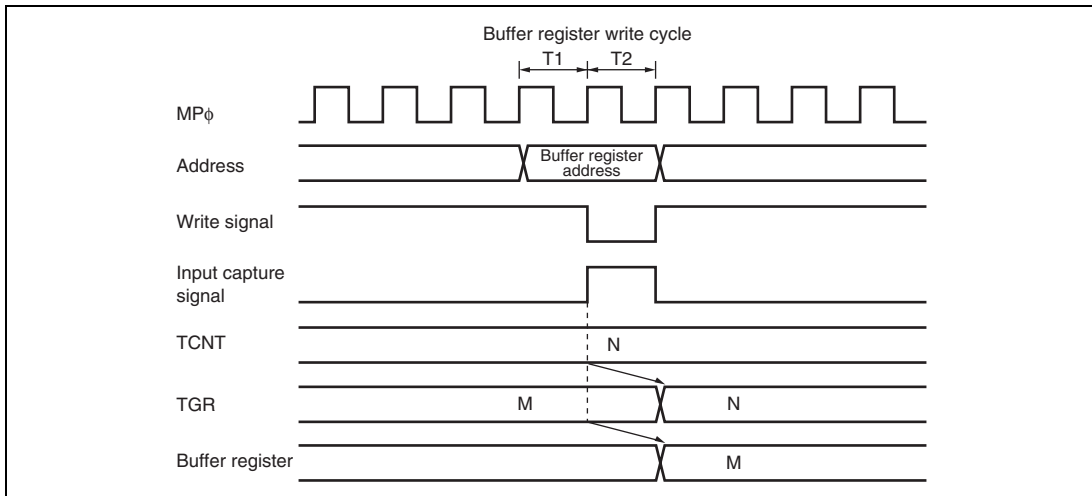 Buffer register write cycle
T1 T2
MPϕ
Buffer register
Address
address
Write signal
Input capture
signal
TCNT
N
TGR
M N
Buffer register
M